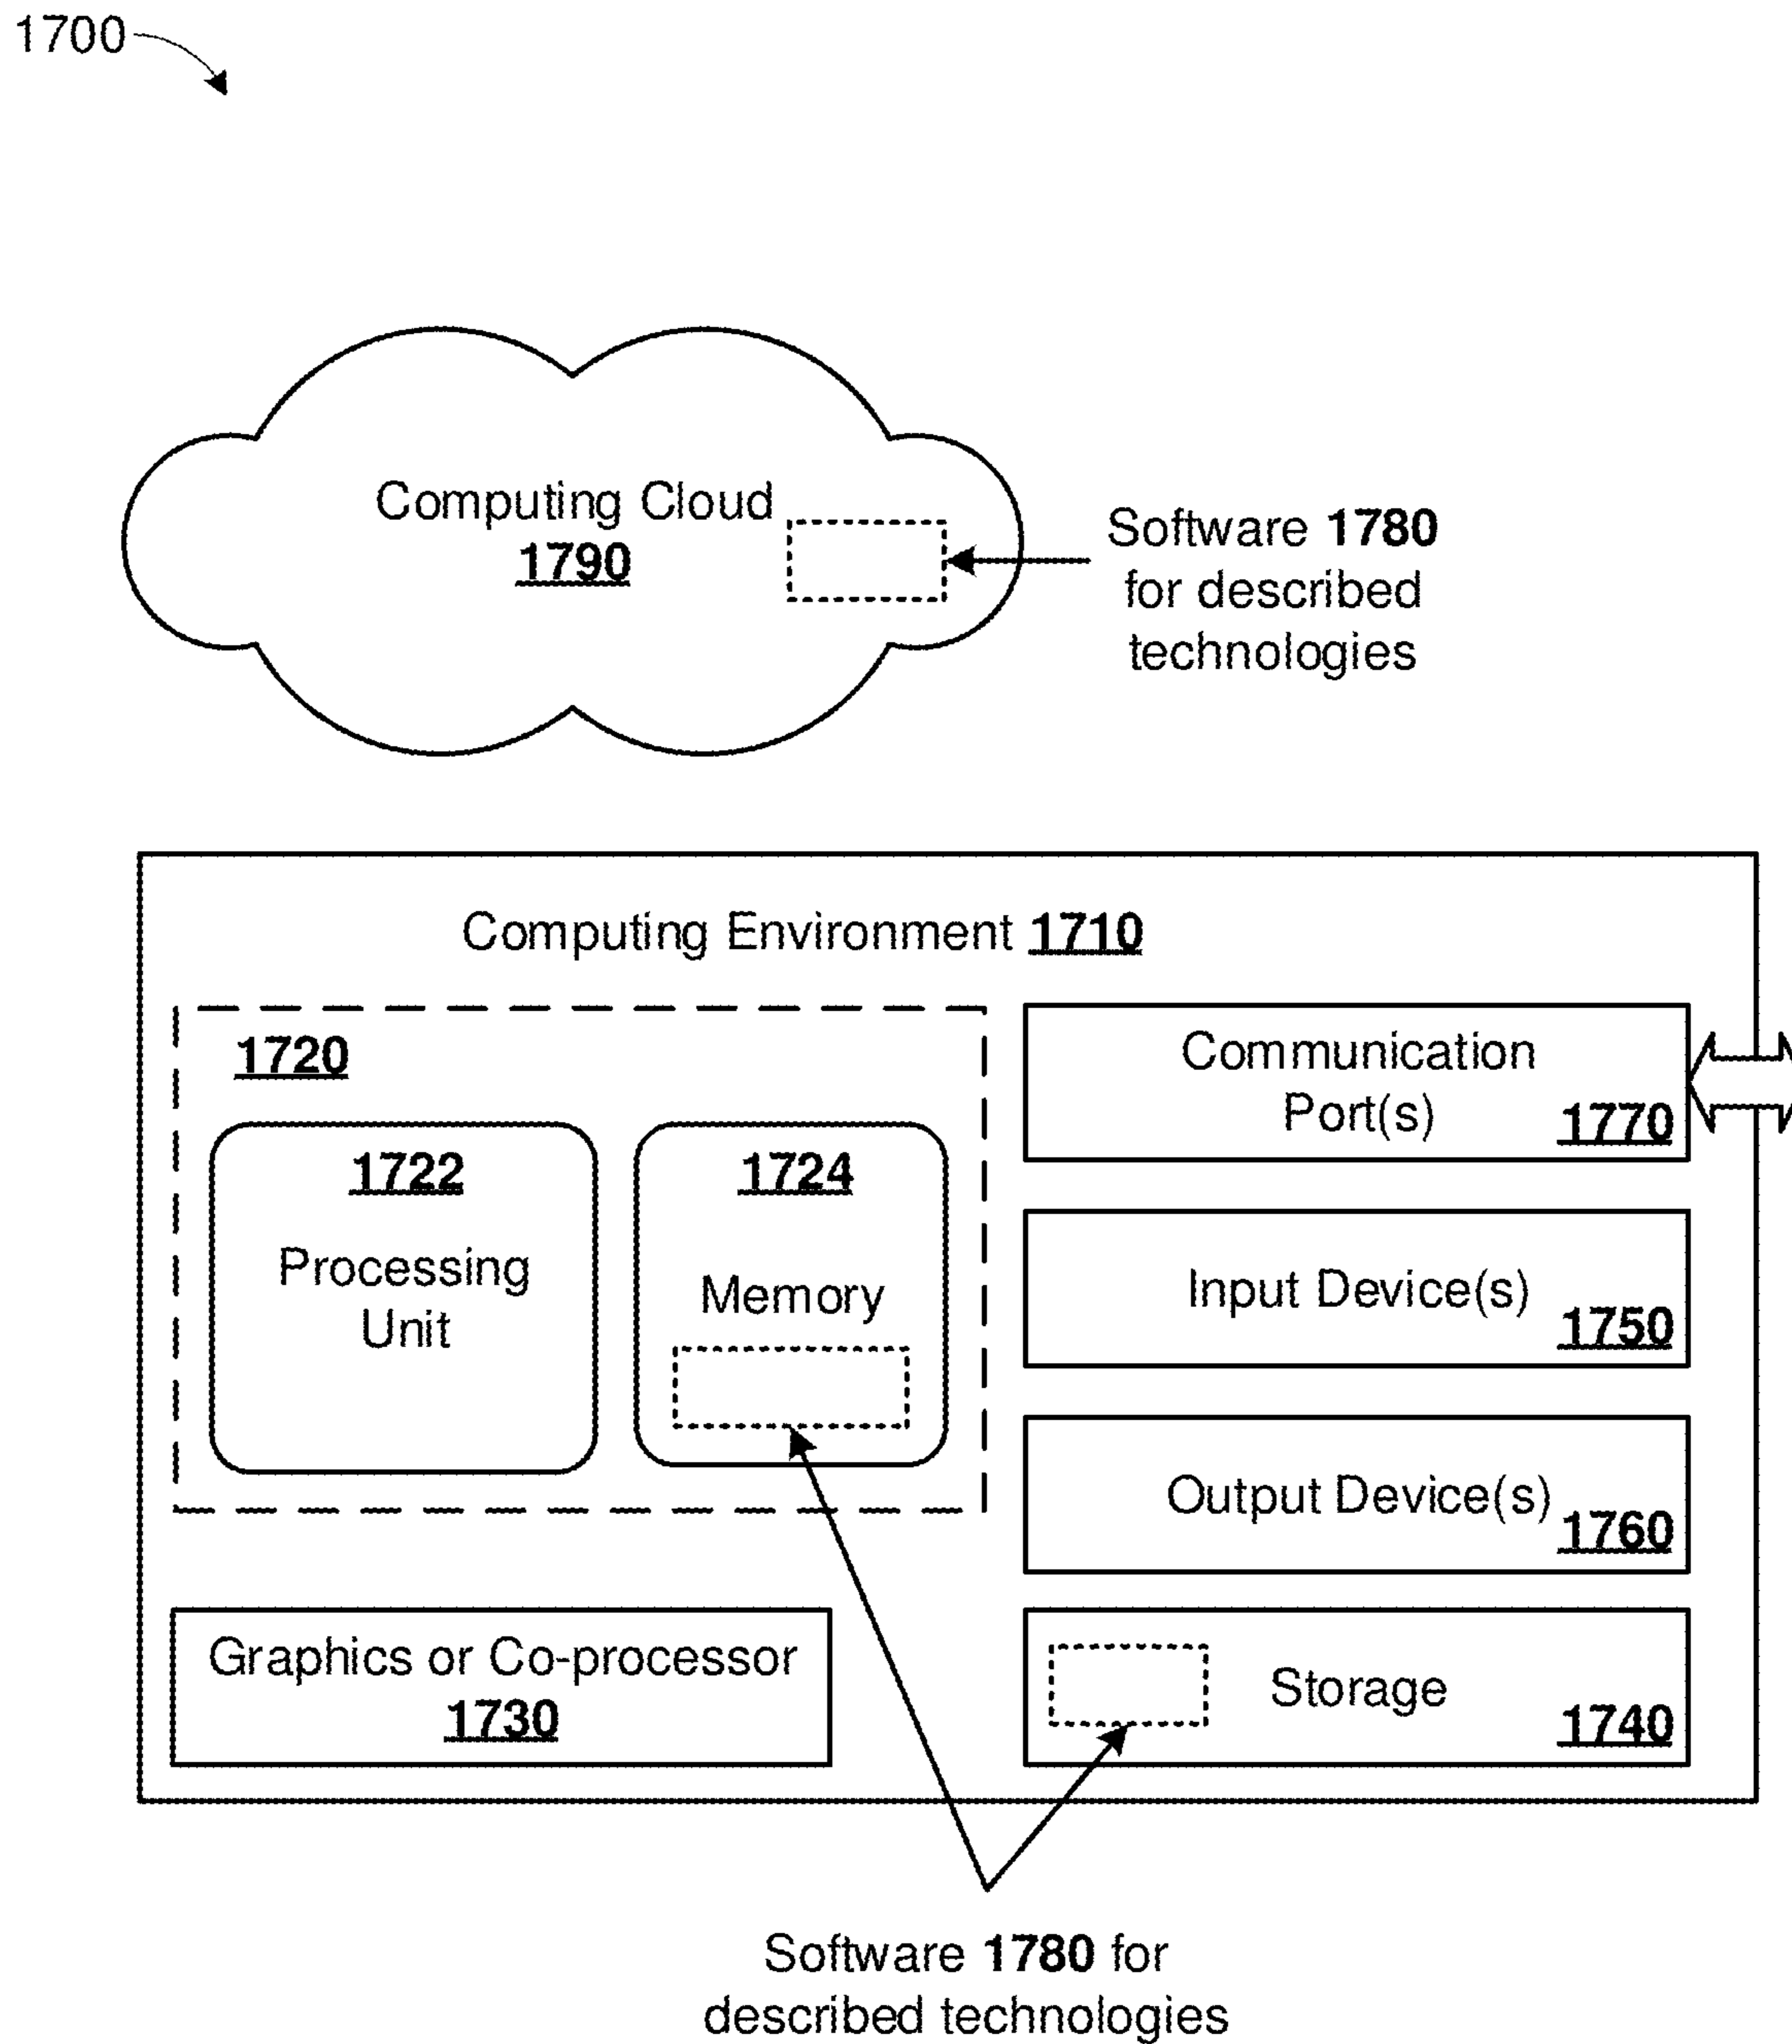 1700
Computing Cloud
1790
Software 1780
for described
technologies
Computing Environment 1710
1720
1722
Processing
Unit
1724
Memory
Communication
Port(s)
1770
Input Device(s)
1750
Output Device(s)
1760
Graphics or Co-processor
1730
Storage
1740
Software 1780 for
described technologies